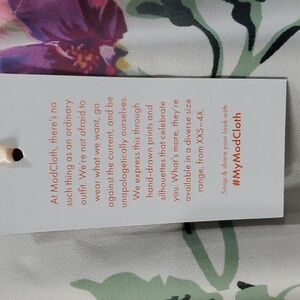 At ModCloth, there's no
such thing as an ordinary
outfit. We're not afraid to
wear what we want, go
against the current, and be
unapologetically ourselves.
We express this through
hand-drawn prints and
silhouettes that celebrate
you. What's more, they're
available in a diverse size
range, from XXS–4X.
Snap & share your look with
#MyModCloth